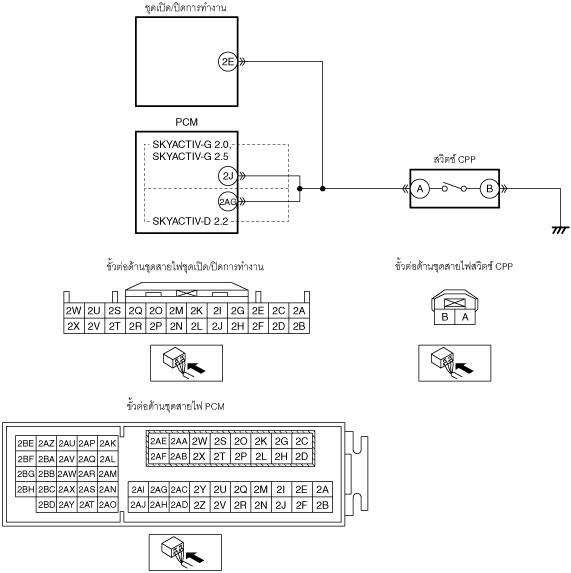 ชุดเปิด/ปิดการทำงาน
2E
PCM
SKYACTIV-G 2.0,
SKYACTIV-G 2.5
2J
2AG
SKYACTIV-D 2.2
สวิตช์ CPP
A B
ขั้วต่อด้านชุดสายไฟชุดเปิด/ปิดการทำงาน
2W 2U 2S 2Q 2O 2M 2K 2I 2G 2E 2C 2A
2X 2V 2T 2R 2P 2N 2L 2J 2H 2F 2D 2B
ขั้วต่อด้านชุดสายไฟสวิตช์ CPP
B A
ขั้วต่อด้านชุดสายไฟ PCM
2BE 2AZ 2AU 2AP 2AK
2BF 2BA 2AV 2AQ 2AL
2BG 2BB 2AW 2AR 2AM
2BH 2BC 2AX 2AS 2AN
2BD 2AY 2AT 2AO
2AE 2AA 2W 2S 2O 2K 2G 2C
2AF 2AB 2X 2T 2P 2L 2H 2D
2AI 2AG 2AC 2Y 2U 2Q 2M 2I 2E 2A
2AJ 2AH 2AD 2Z 2V 2R 2N 2J 2F 2B